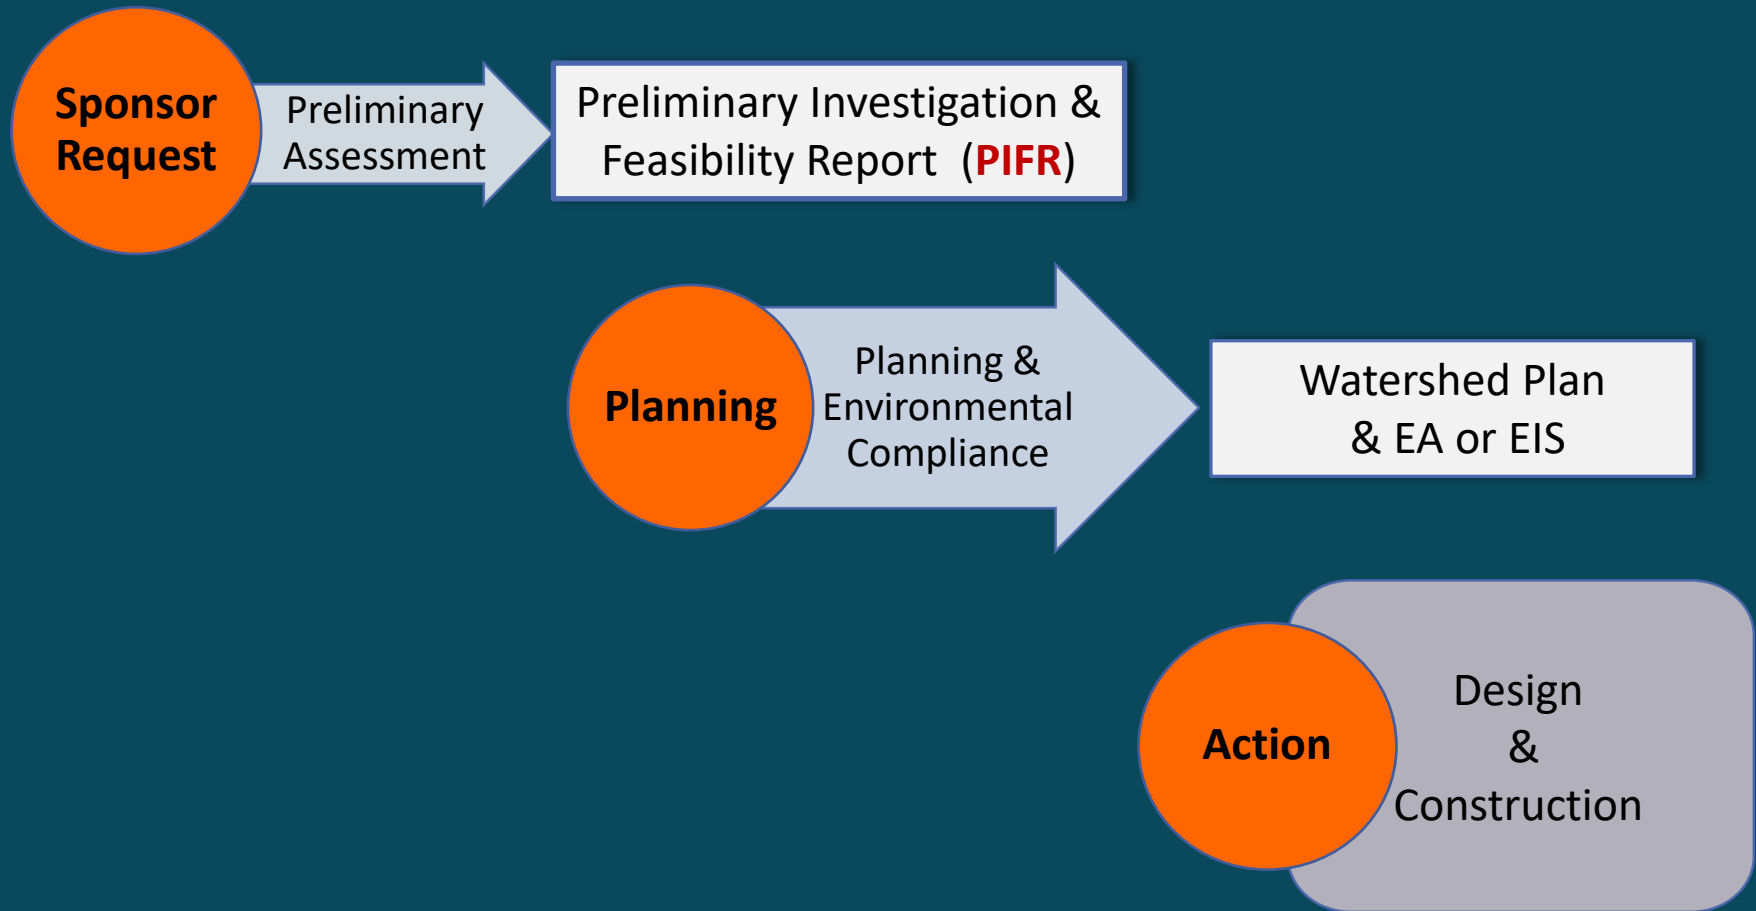 Sponsor
Request
Preliminary
Assessment
Preliminary Investigation &
Feasibility Report (PIFR)
Planning
Planning &
Environmental
Compliance
Watershed Plan
& EA or EIS
Action
Design
&
Construction